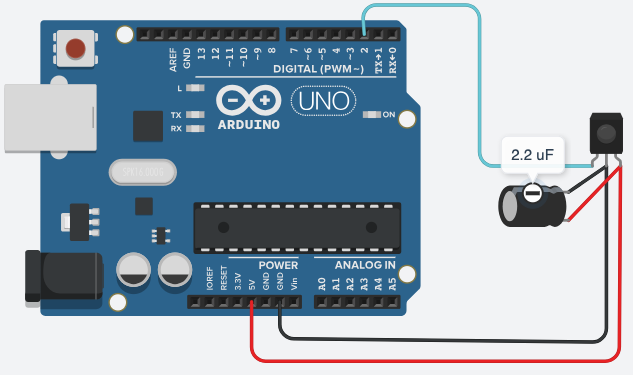 2.2 uF
AREF
GND
13
12
~11
~10
~9
8
7
~6
~5
4
~3
2
TX→1
RX←0
DIGITAL (PWM~)
L
TX
RX
ARDUINO
UNO
ON
POWER
ANALOG IN
IOREF
RESET
3.3V
5V
GND
GND
Vin
A0
A1
A2
A3
A4
A5